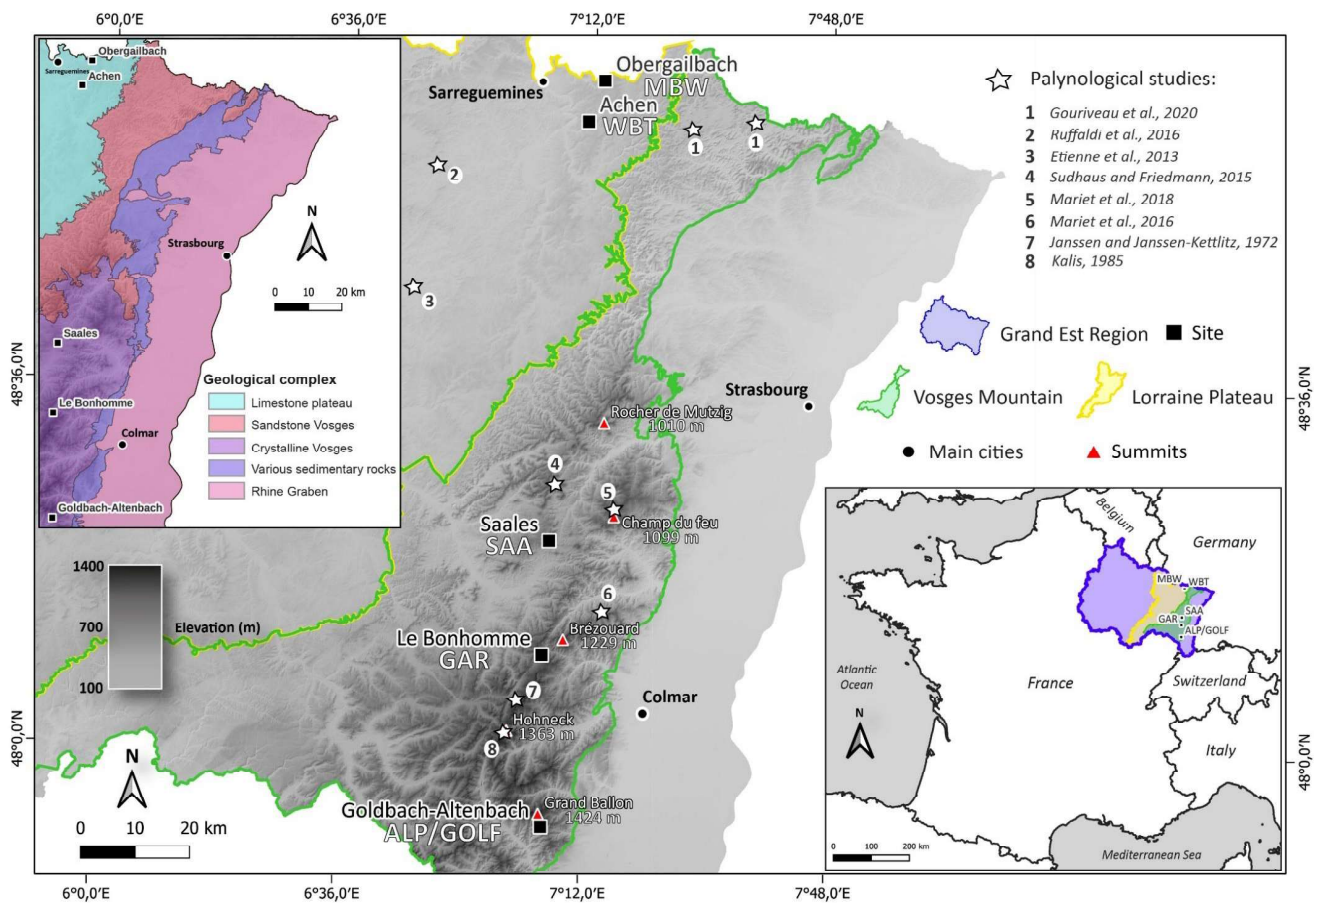 6°0,0'E 6°36,0'E 7°12,0'E 7°48,0'E
Obergailbach
Sarreguemines
Achen
N
Strasbourg
0 10 20 km
Saales
Le Bonhomme
Colmar
Goldbach-Altenbach
Geological complex
Limestone plateau
Sandstone Vosges
Crystalline Vosges
Various sedimentary rocks
Rhine Graben
Sarreguemines
Obergailbach
MBW
Achen
WBT
1
1
2
3
Strasbourg
Rocher de Mutzig
1010 m
4
5
Champ du feu
1099 m
Saales
SAA
6
Brézouard
1229 m
Le Bonhomme
GAR
7
Hohneck
1363 m
8
Colmar
Goldbach-Altenbach
ALP/GOLF
Grand Ballon
1424 m
1400
700
100
Elevation (m)
N
0 10 20 km
Palynological studies:
1 Gouriveau et al., 2020
2 Ruffaldi et al., 2016
3 Etienne et al., 2013
4 Sudhaus and Friedmann, 2015
5 Mariet et al., 2018
6 Mariet et al., 2016
7 Janssen and Janssen-Kettlitz, 1972
8 Kalis, 1985
Grand Est Region
Site
Vosges Mountain
Lorraine Plateau
Main cities
Summits
Belgium
Germany
MBW
WBT
SAA
GAR
ALP/GOLF
Atlantic
Ocean
France
Switzerland
Italy
N
0 100 200 km
Mediterranean Sea
48°36,0'N
48°0,0'N
48°36,0'N
48°0,0'N
6°0,0'E 6°36,0'E 7°12,0'E 7°48,0'E